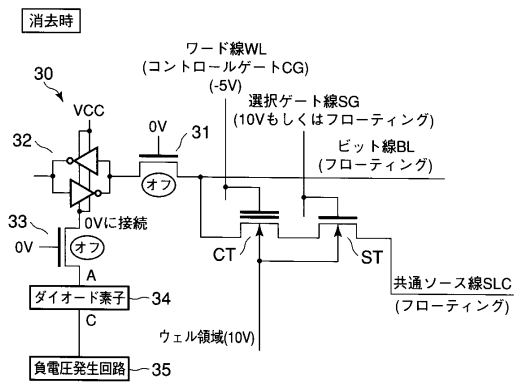 消去時
ワード線WL
(コントロールゲートCG)
(-5V)
30
選択ゲート線SG
(10Vもしくはフローティング)
VCC
0V
31
32
ビット線BL
(フローティング)
オフ
33
0Vに接続
0V
オフ
CT
ST
A
共通ソース線SLC
(フローティング)
ダイオード素子
34
C
ウェル領域(10V)
負電圧発生回路
35